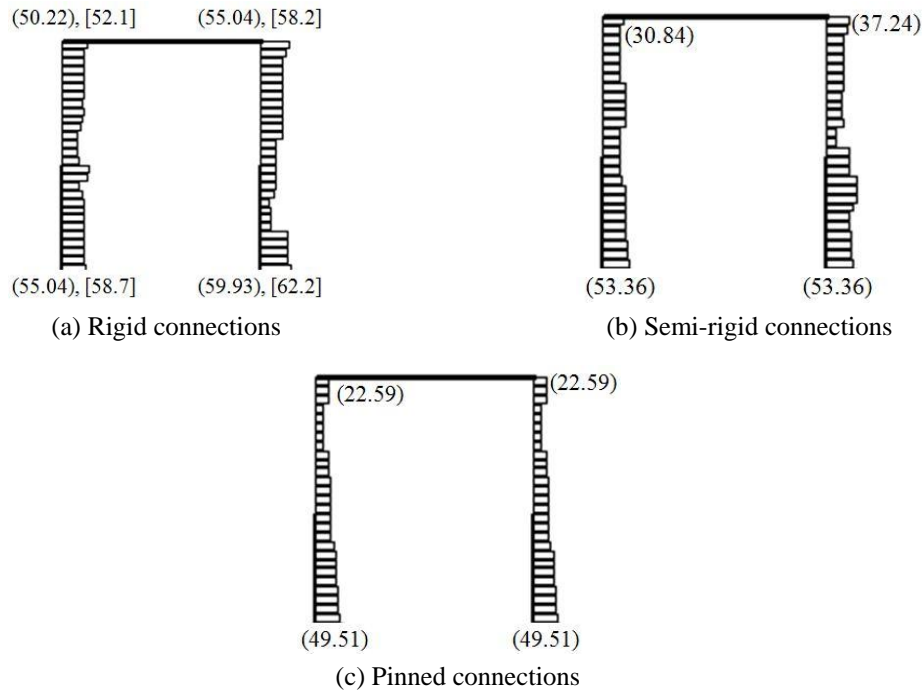 (50.22), [52.1] (55.04) [58.2]
(55.04), [58.7] (59.93), [62.2]
(a) Rigid connections
(30.84) (37.24)
(53.36) (53.36)
(b) Semi-rigid connections
(22.59) (22.59)
(49.51) (49.51)
(c) Pinned connections